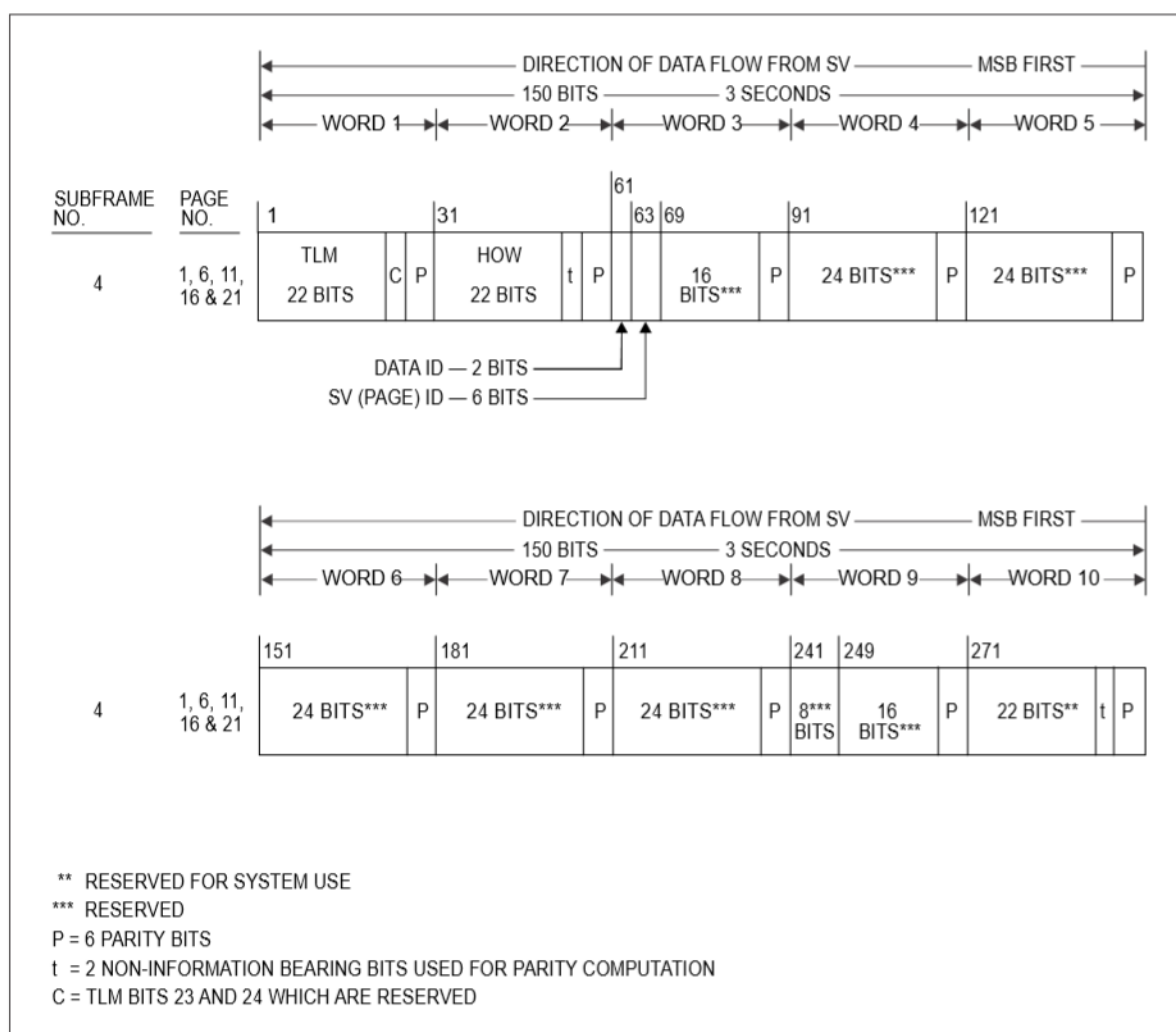 DIRECTION OF DATA FLOW FROM SV MSB FIRST
150 BITS 3 SECONDS
WORD 1 WORD 2 WORD 3 WORD 4 WORD 5
SUBFRAME NO. PAGE NO.
61
1 31 63 69 91 121
4 1, 6, 11, 16 & 21
TLM 22 BITS C P HOW 22 BITS t P 16 BITS*** P 24 BITS*** P 24 BITS*** P
DATA ID — 2 BITS
SV (PAGE) ID — 6 BITS
DIRECTION OF DATA FLOW FROM SV MSB FIRST
150 BITS 3 SECONDS
WORD 6 WORD 7 WORD 8 WORD 9 WORD 10
151 181 211 241 249 271
4 1, 6, 11, 16 & 21
24 BITS*** P 24 BITS*** P 24 BITS*** P 8*** BITS 16 BITS*** P 22 BITS** t P
** RESERVED FOR SYSTEM USE
*** RESERVED
P = 6 PARITY BITS
t = 2 NON-INFORMATION BEARING BITS USED FOR PARITY COMPUTATION
C = TLM BITS 23 AND 24 WHICH ARE RESERVED